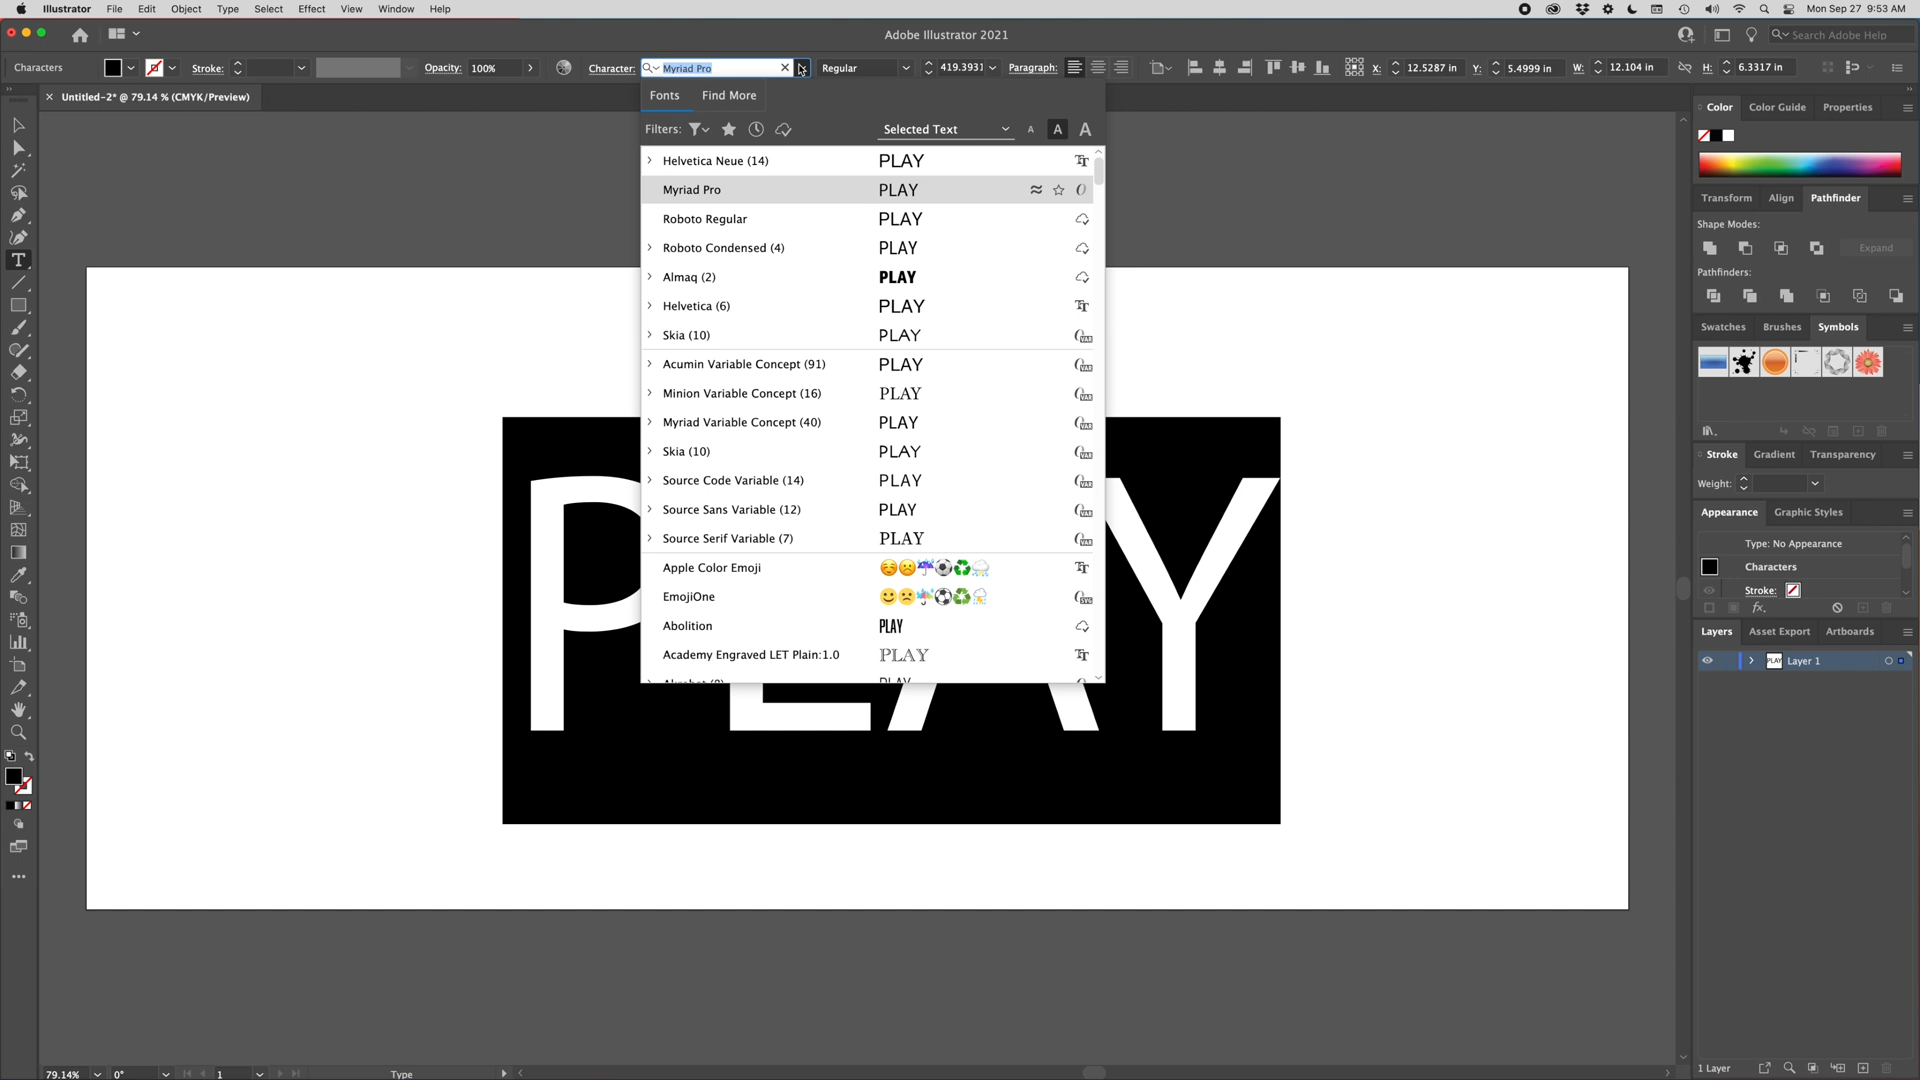 Illustrator File Edit Object Type Select Effect View Window Help
Mon Sep 27 9:53 AM
Adobe Illustrator 2021
Search Adobe Help
Characters Stroke: Opacity: 100% Character: Myriad Pro Regular 419.3931 Paragraph: X: 12.5287 in Y: 5.4999 in W: 12.104 in H: 6.3317 in
Untitled-2* @ 79.14 % (CMYK/Preview)
Fonts Find More
Filters: Selected Text A A A
Helvetica Neue (14) PLAY
Myriad Pro PLAY
Roboto Regular PLAY
Roboto Condensed (4) PLAY
Almaq (2) PLAY
Helvetica (6) PLAY
Skia (10) PLAY
Acumin Variable Concept (91) PLAY
Minion Variable Concept (16) PLAY
Myriad Variable Concept (40) PLAY
Skia (10) PLAY
Source Code Variable (14) PLAY
Source Sans Variable (12) PLAY
Source Serif Variable (7) PLAY
Apple Color Emoji
EmojiOne
Abolition PLAY
Academy Engraved LET Plain:1.0 PLAY
PLAY
Color Color Guide Properties
Transform Align Pathfinder
Shape Modes:
Expand
Pathfinders:
Swatches Brushes Symbols
Stroke Gradient Transparency
Weight:
Appearance Graphic Styles
Type: No Appearance
Characters
Stroke:
fx
Layers Asset Export Artboards
PLAY Layer 1
1 Layer
79.14% 0° 1 Type